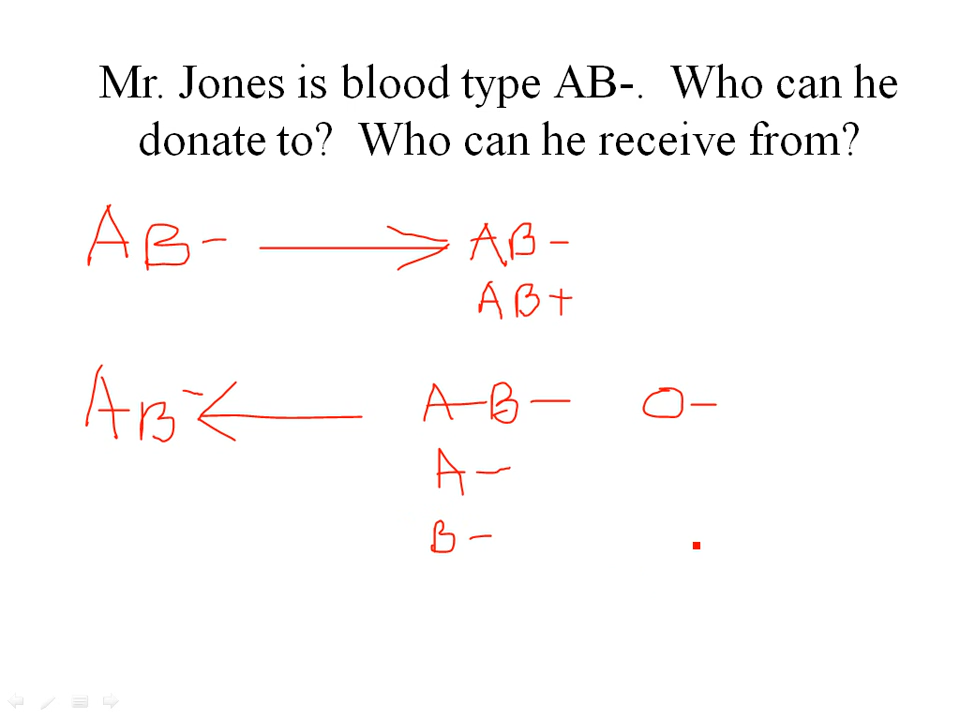 Mr. Jones is blood type AB-. Who can he
donate to? Who can he receive from?
AB- AB-
AB+
AB- A-B- O-
A-
B-